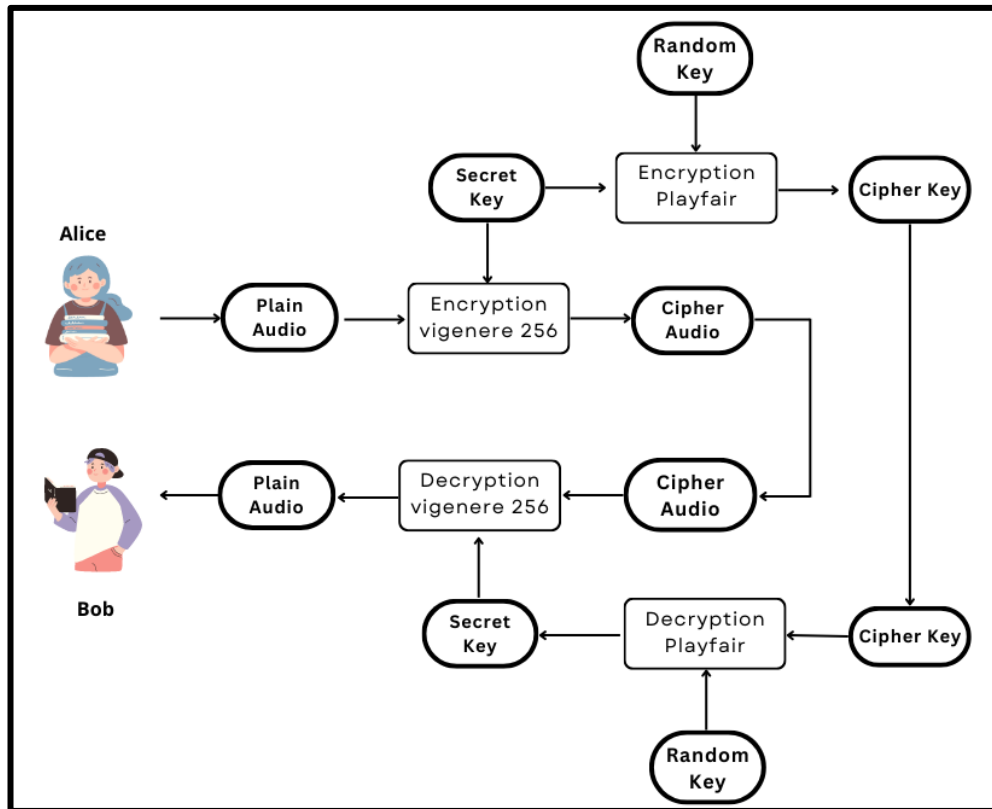 Random
Key
Secret
Key
Encryption
Playfair
Cipher Key
Alice
Plain
Audio
Encryption
vigenere 256
Cipher
Audio
Plain
Audio
Decryption
vigenere 256
Cipher
Audio
Bob
Secret
Key
Decryption
Playfair
Cipher Key
Random
Key